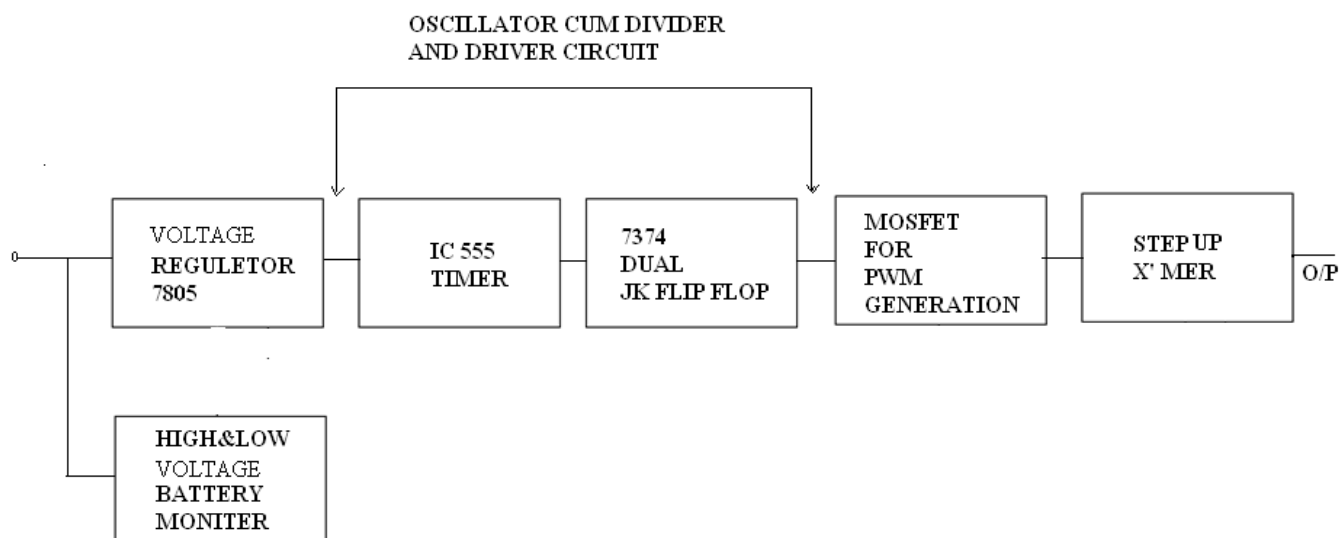 OSCILLATOR CUM DIVIDER
AND DRIVER CIRCUIT
VOLTAGE
REGULETOR
7805
IC 555
TIMER
7374
DUAL
JK FLIP FLOP
MOSFET
FOR
PWM
GENERATION
STEP UP
X' MER
O/P
HIGH&LOW
VOLTAGE
BATTERY
MONITER